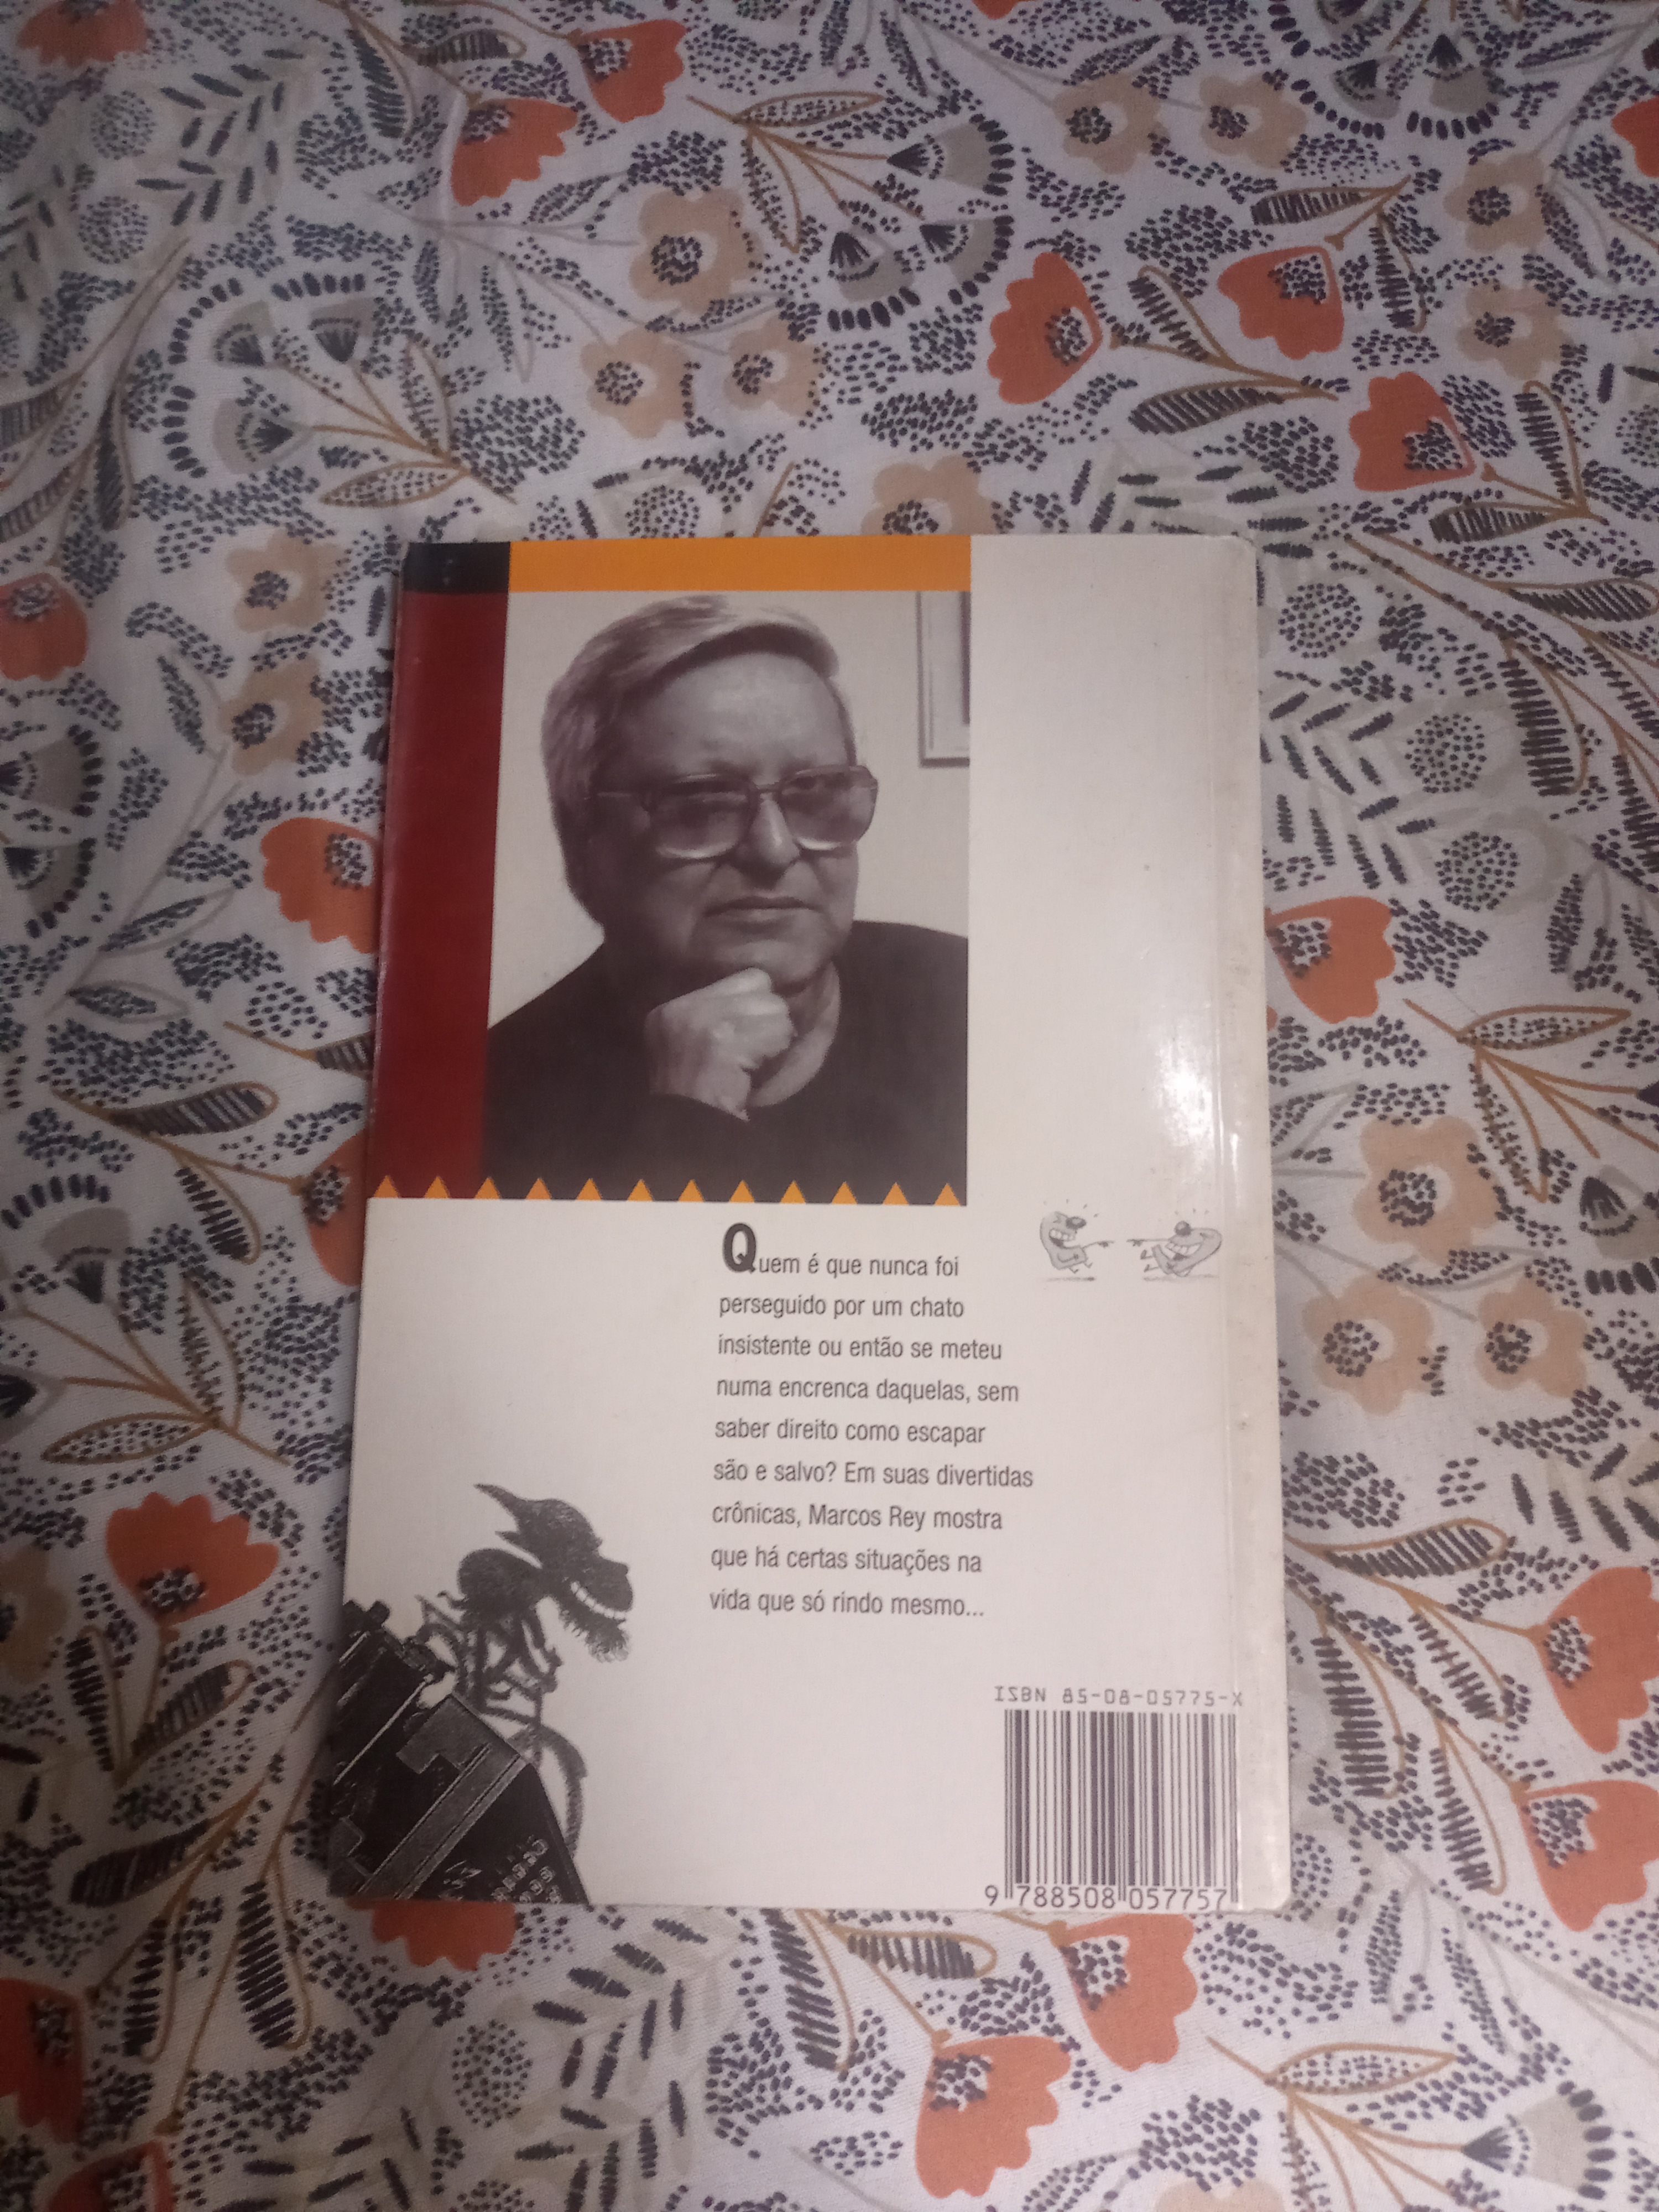 Quem é que nunca foi
perseguido por um chato
insistente ou então se meteu
numa encrenca daquelas, sem
saber direito como escapar
são e salvo? Em suas divertidas
crônicas, Marcos Rey mostra
que há certas situações na
vida que só rindo mesmo...
ISBN 85-08-05775-X
9 788508 057757